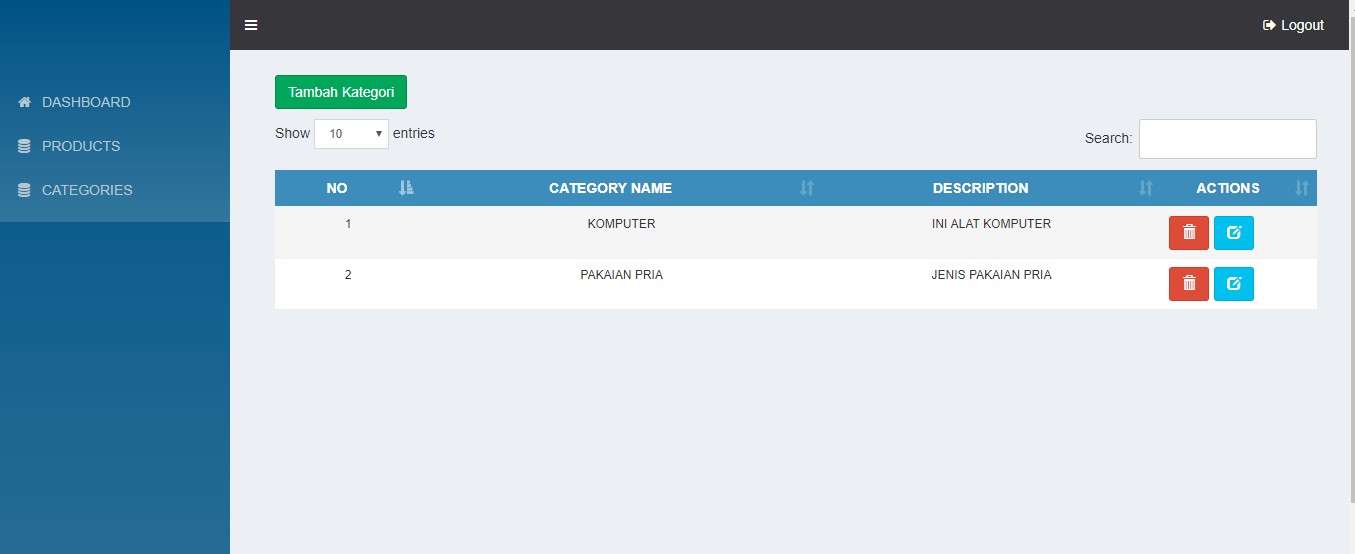 Logout
DASHBOARD
PRODUCTS
CATEGORIES
Tambah Kategori
Show 10 entries
Search:
NO CATEGORY NAME DESCRIPTION ACTIONS
1 KOMPUTER INI ALAT KOMPUTER
2 PAKAIAN PRIA JENIS PAKAIAN PRIA